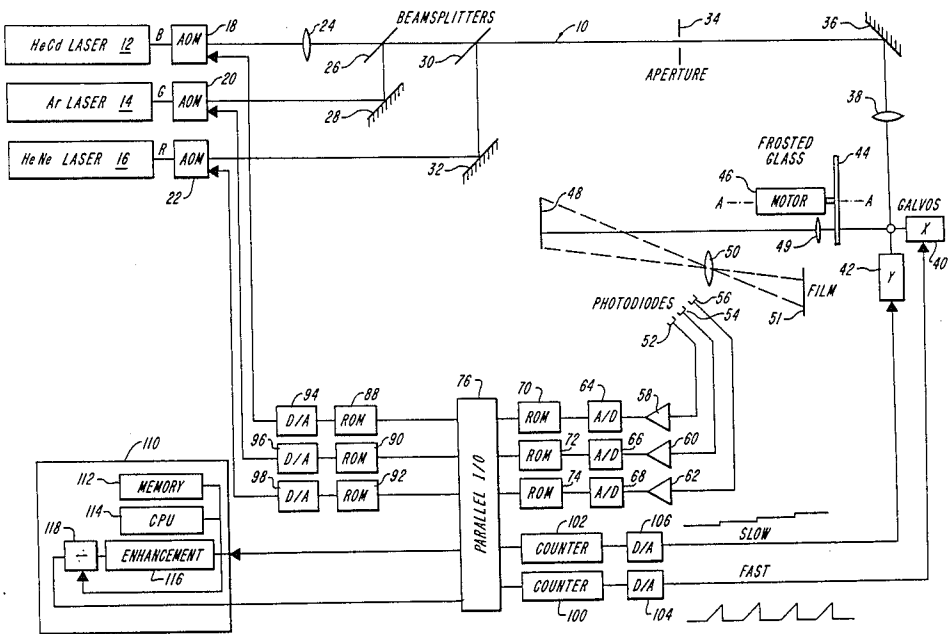 BEAMSPLITTERS
HeCd LASER 12 B AOM 18
24
26
30
10
34
APERTURE
36
Ar LASER 14 G AOM 20
28
38
HeNe LASER 16 R AOM 22
32
FROSTED GLASS 44
46 MOTOR
A A
GALVOS
X 40
Y 42
48
49
50
FILM
51
PHOTODIODES 56
54
52
76
PARALLEL I/O
94 D/A 88 ROM
70 ROM 64 A/D 58
96 D/A 90 ROM
72 ROM 66 A/D 60
98 D/A 92 ROM
74 ROM 68 A/D 62
110
112 MEMORY
114 CPU
118 ÷ ENHANCEMENT 116
102 COUNTER 106 D/A SLOW
COUNTER 100 D/A 104 FAST